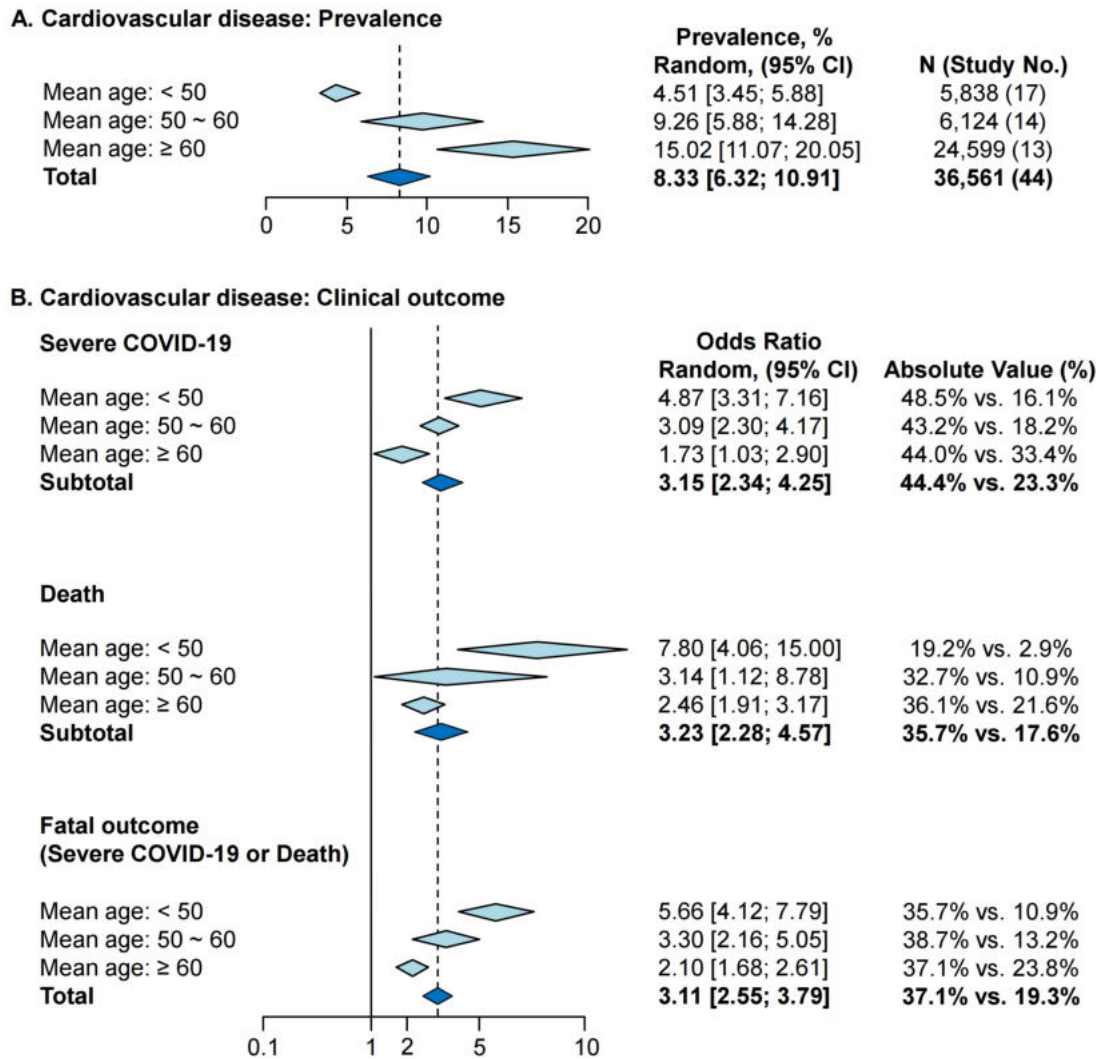 A. Cardiovascular disease: Prevalence
Prevalence, %
Random, (95% CI) N (Study No.)
Mean age: < 50 4.51 [3.45; 5.88] 5,838 (17)
Mean age: 50 ~ 60 9.26 [5.88; 14.28] 6,124 (14)
Mean age: ≥ 60 15.02 [11.07; 20.05] 24,599 (13)
Total 8.33 [6.32; 10.91] 36,561 (44)
0 5 10 15 20
B. Cardiovascular disease: Clinical outcome
Severe COVID-19 Odds Ratio
Random, (95% CI) Absolute Value (%)
Mean age: < 50 4.87 [3.31; 7.16] 48.5% vs. 16.1%
Mean age: 50 ~ 60 3.09 [2.30; 4.17] 43.2% vs. 18.2%
Mean age: ≥ 60 1.73 [1.03; 2.90] 44.0% vs. 33.4%
Subtotal 3.15 [2.34; 4.25] 44.4% vs. 23.3%
Death
Mean age: < 50 7.80 [4.06; 15.00] 19.2% vs. 2.9%
Mean age: 50 ~ 60 3.14 [1.12; 8.78] 32.7% vs. 10.9%
Mean age: ≥ 60 2.46 [1.91; 3.17] 36.1% vs. 21.6%
Subtotal 3.23 [2.28; 4.57] 35.7% vs. 17.6%
Fatal outcome
(Severe COVID-19 or Death)
Mean age: < 50 5.66 [4.12; 7.79] 35.7% vs. 10.9%
Mean age: 50 ~ 60 3.30 [2.16; 5.05] 38.7% vs. 13.2%
Mean age: ≥ 60 2.10 [1.68; 2.61] 37.1% vs. 23.8%
Total 3.11 [2.55; 3.79] 37.1% vs. 19.3%
0.1 1 2 5 10